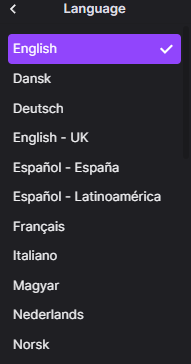 Language
English
Dansk
Deutsch
English - UK
Español - España
Español - Latinoamérica
Français
Italiano
Magyar
Nederlands
Norsk